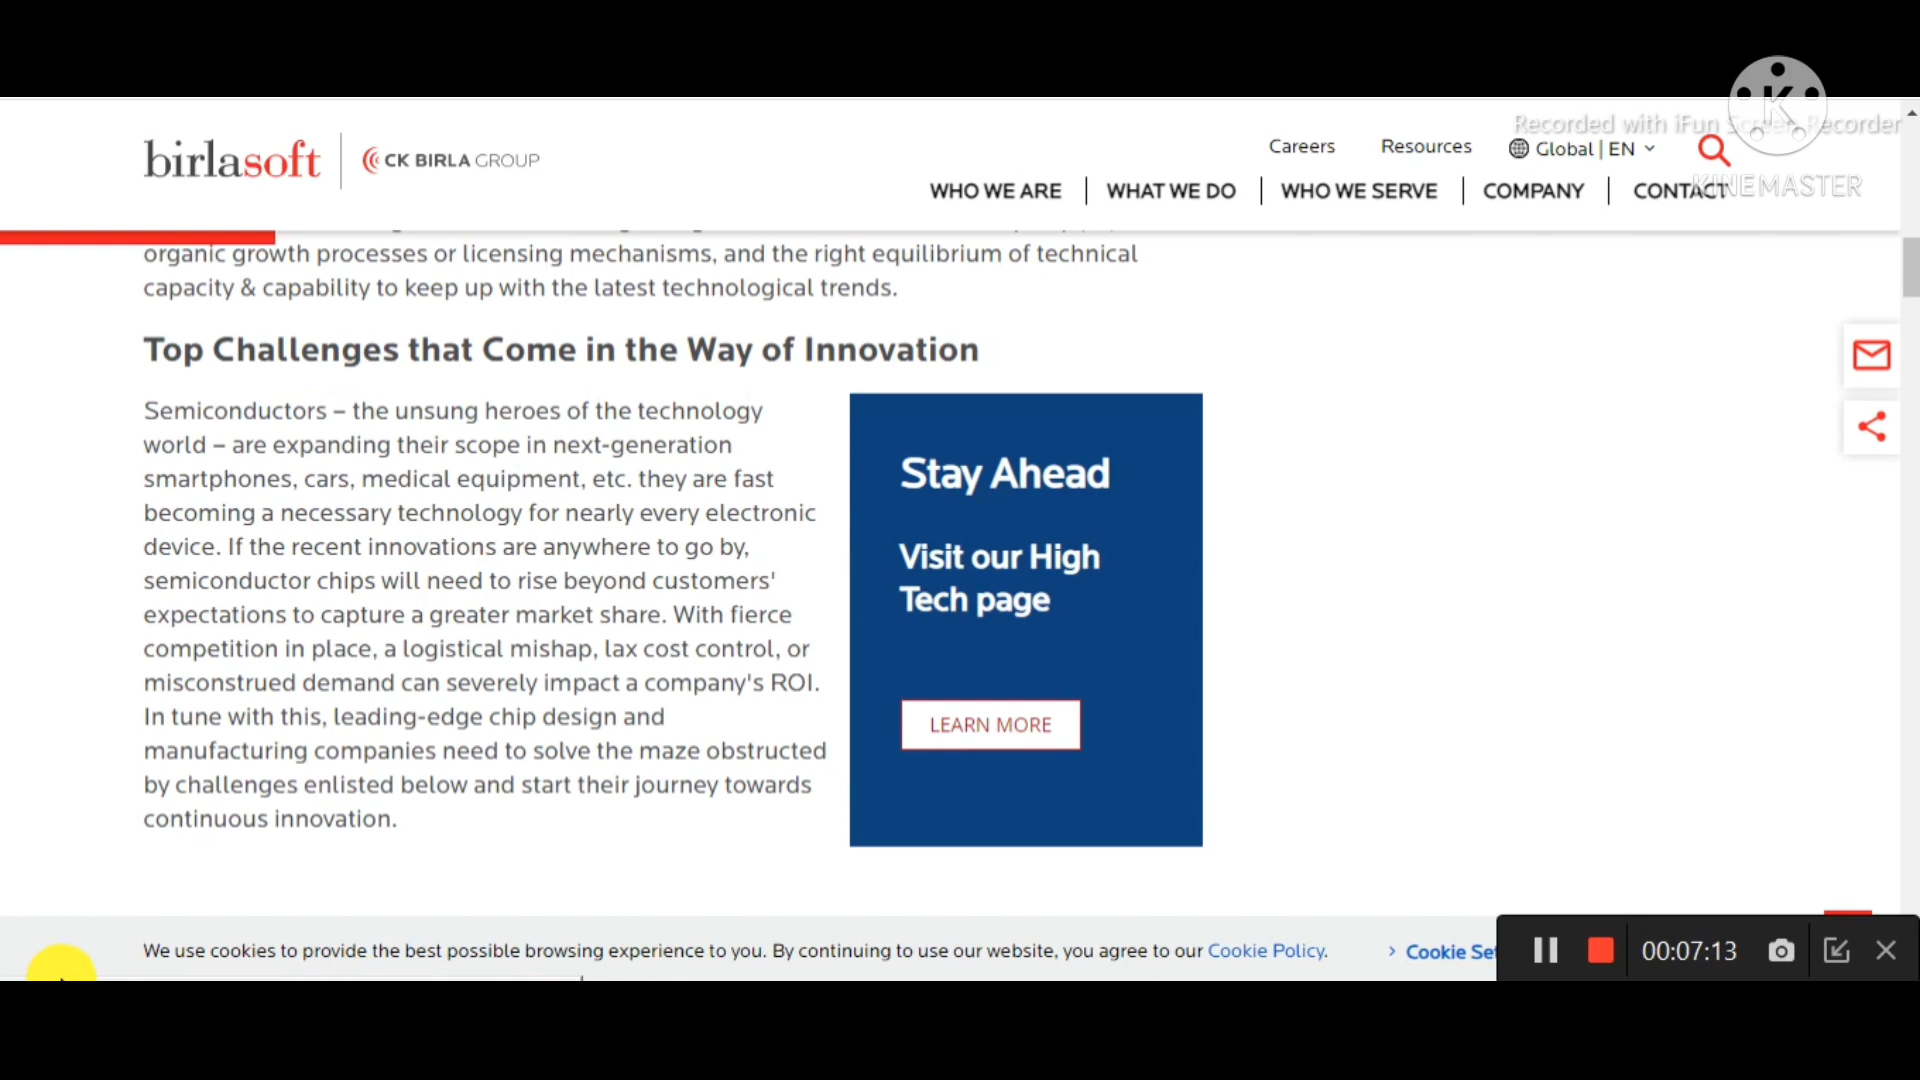 Recorded with iFun Screen Recorder
K
KINEMASTER
birlasoft
CK BIRLA GROUP
Careers
Resources
Global | EN
WHO WE ARE
WHAT WE DO
WHO WE SERVE
COMPANY
CONTACT
organic growth processes or licensing mechanisms, and the right equilibrium of technical
capacity & capability to keep up with the latest technological trends.
Top Challenges that Come in the Way of Innovation
Semiconductors – the unsung heroes of the technology
world – are expanding their scope in next-generation
smartphones, cars, medical equipment, etc. they are fast
becoming a necessary technology for nearly every electronic
device. If the recent innovations are anywhere to go by,
semiconductor chips will need to rise beyond customers'
expectations to capture a greater market share. With fierce
competition in place, a logistical mishap, lax cost control, or
misconstrued demand can severely impact a company's ROI.
In tune with this, leading-edge chip design and
manufacturing companies need to solve the maze obstructed
by challenges enlisted below and start their journey towards
continuous innovation.
Stay Ahead
Visit our High
Tech page
LEARN MORE
We use cookies to provide the best possible browsing experience to you. By continuing to use our website, you agree to our Cookie Policy.
Cookie Set
00:07:13